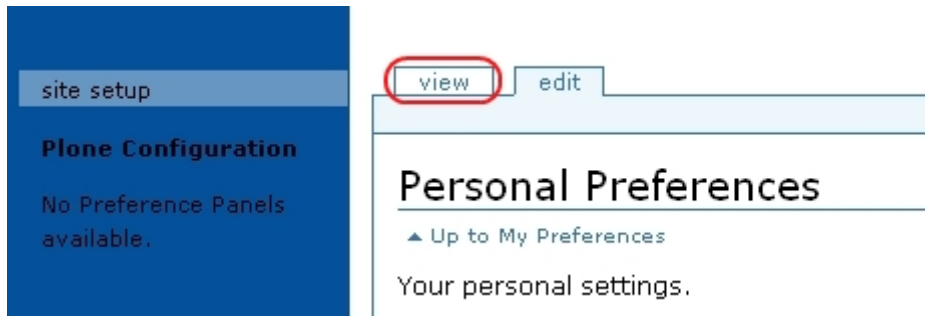 site setup
Plone Configuration
No Preference Panels
available.
view
edit
Personal Preferences
Up to My Preferences
Your personal settings.